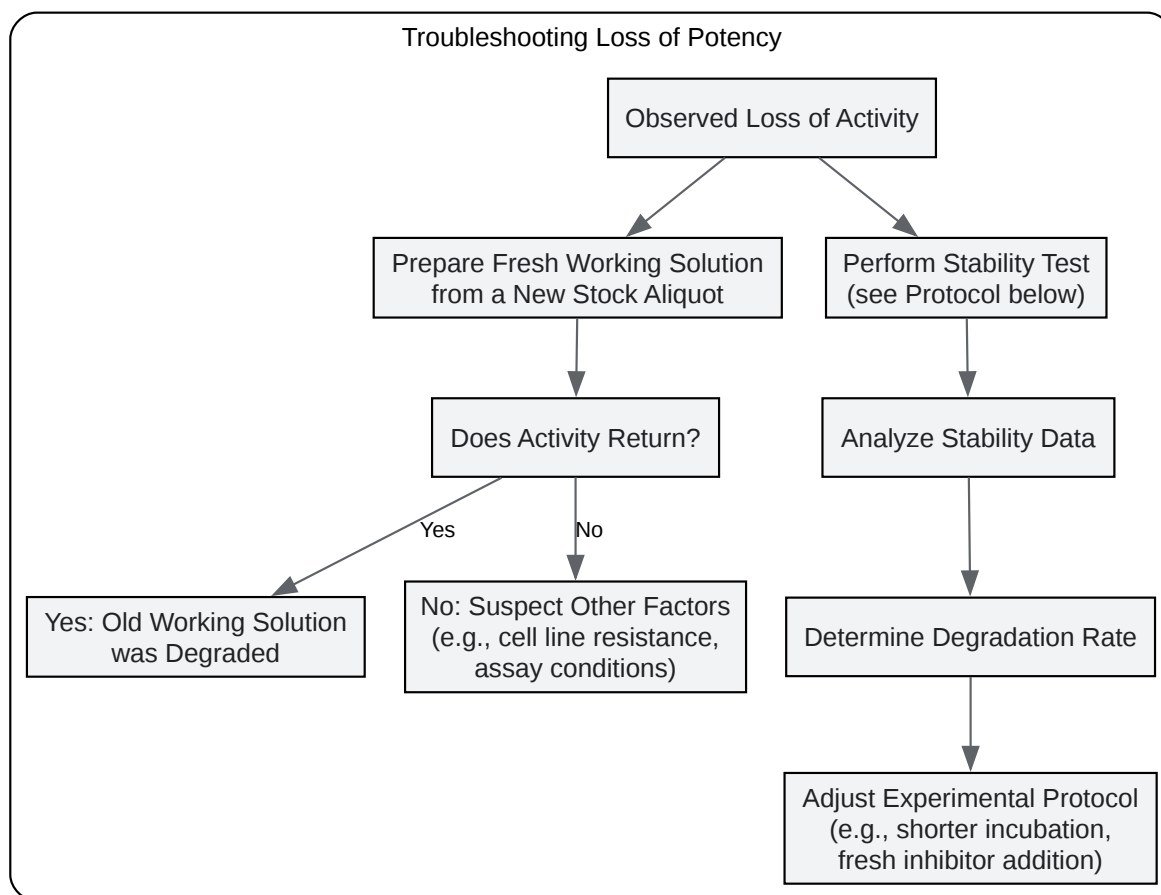 Troubleshooting Loss of Potency
Observed Loss of Activity
Prepare Fresh Working Solution
from a New Stock Aliquot
Perform Stability Test
(see Protocol below)
Does Activity Return?
Analyze Stability Data
Yes
No
Yes: Old Working Solution
was Degraded
No: Suspect Other Factors
(e.g., cell line resistance,
assay conditions)
Determine Degradation Rate
Adjust Experimental Protocol
(e.g., shorter incubation,
fresh inhibitor addition)